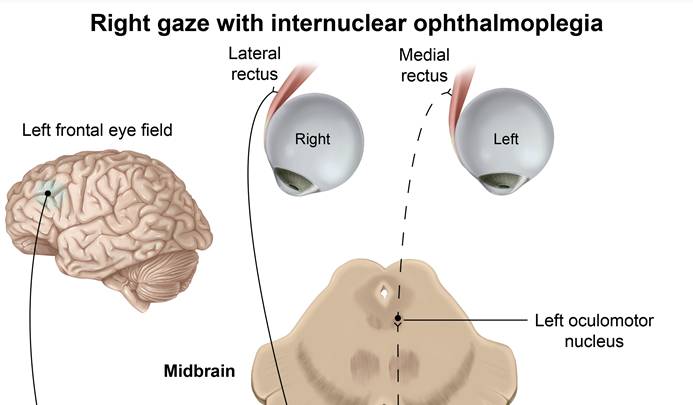 Right gaze with internuclear ophthalmoplegia
Lateral
rectus
Medial
rectus
Left frontal eye field
Right
Left
Left oculomotor
nucleus
Midbrain